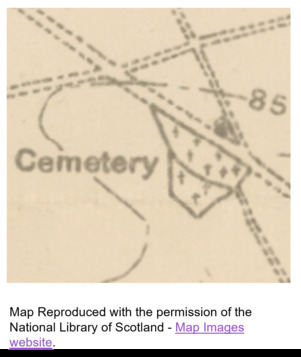 85
Cemetery
Map Reproduced with the permission of the
National Library of Scotland - Map Images
website.